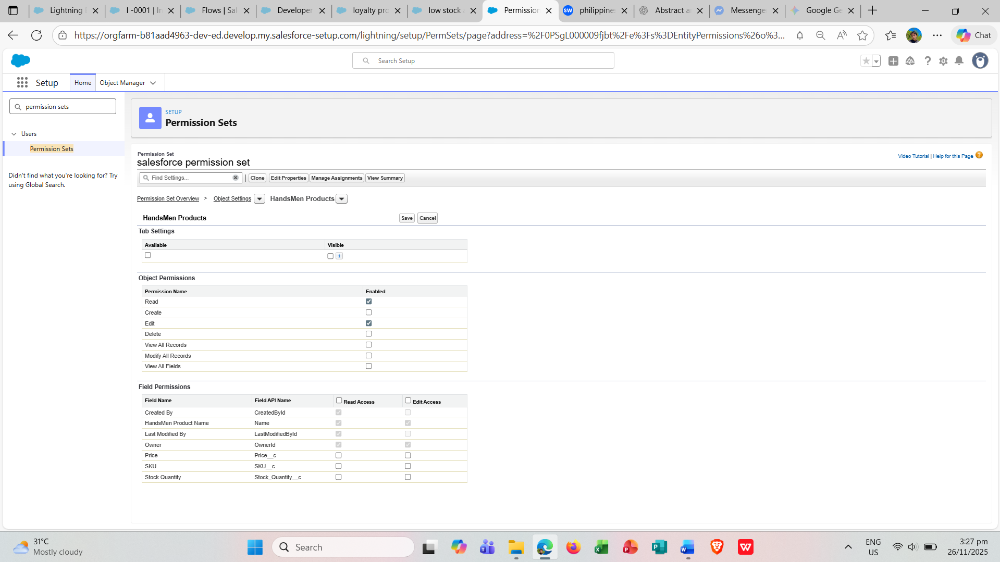 Lightning
I -0001 | In
Flows | Sal
Developer
loyalty pro
low stock a
Permission
SW
philippines
Abstract a
Messenge
Google Ge
https://orgfarm-b81aad4963-dev-ed.develop.my.salesforce-setup.com/lightning/setup/PermSets/page?address=%2F0PSgL000009fjbt%2Fe%3Fs%3DEntityPermissions%26o%3...
Chat
Search Setup
Setup
Home
Object Manager
permission sets
Users
Permission Sets
Didn't find what you're looking for? Try
using Global Search.
SETUP
Permission Sets
Permission Set
salesforce permission set
Video Tutorial | Help for this Page
Find Settings... | Clone Edit Properties Manage Assignments View Summary
Permission Set Overview > Object Settings HandsMen Products
HandsMen Products Save Cancel
Tab Settings
Available Visible
Object Permissions
Permission Name Enabled
Read
Create
Edit
Delete
View All Records
Modify All Records
View All Fields
Field Permissions
Field Name Field API Name Read Access Edit Access
Created By CreatedById
HandsMen Product Name Name
Last Modified By LastModifiedById
Owner OwnerId
Price Price__c
SKU SKU__c
Stock Quantity Stock_Quantity__c
31°C
Mostly cloudy
Search
ENG
US
3:27 pm
26/11/2025